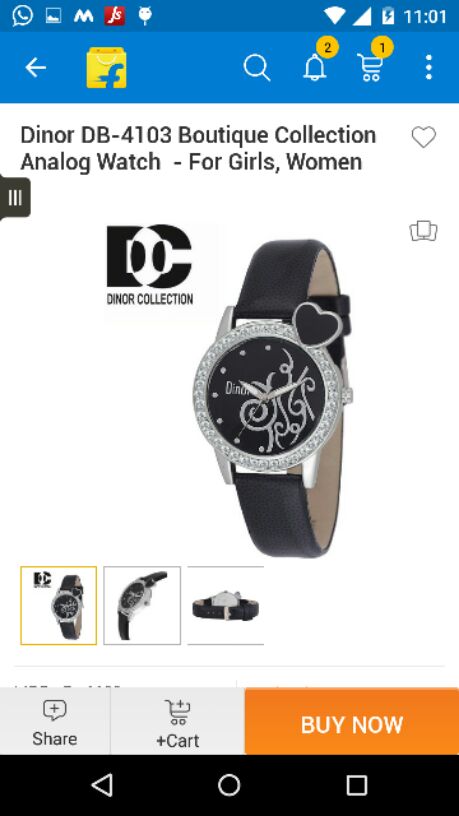 11:01
2
1
Dinor DB-4103 Boutique Collection
Analog Watch - For Girls, Women
DC
DINOR COLLECTION
Dinor
DC
Share
+Cart
BUY NOW